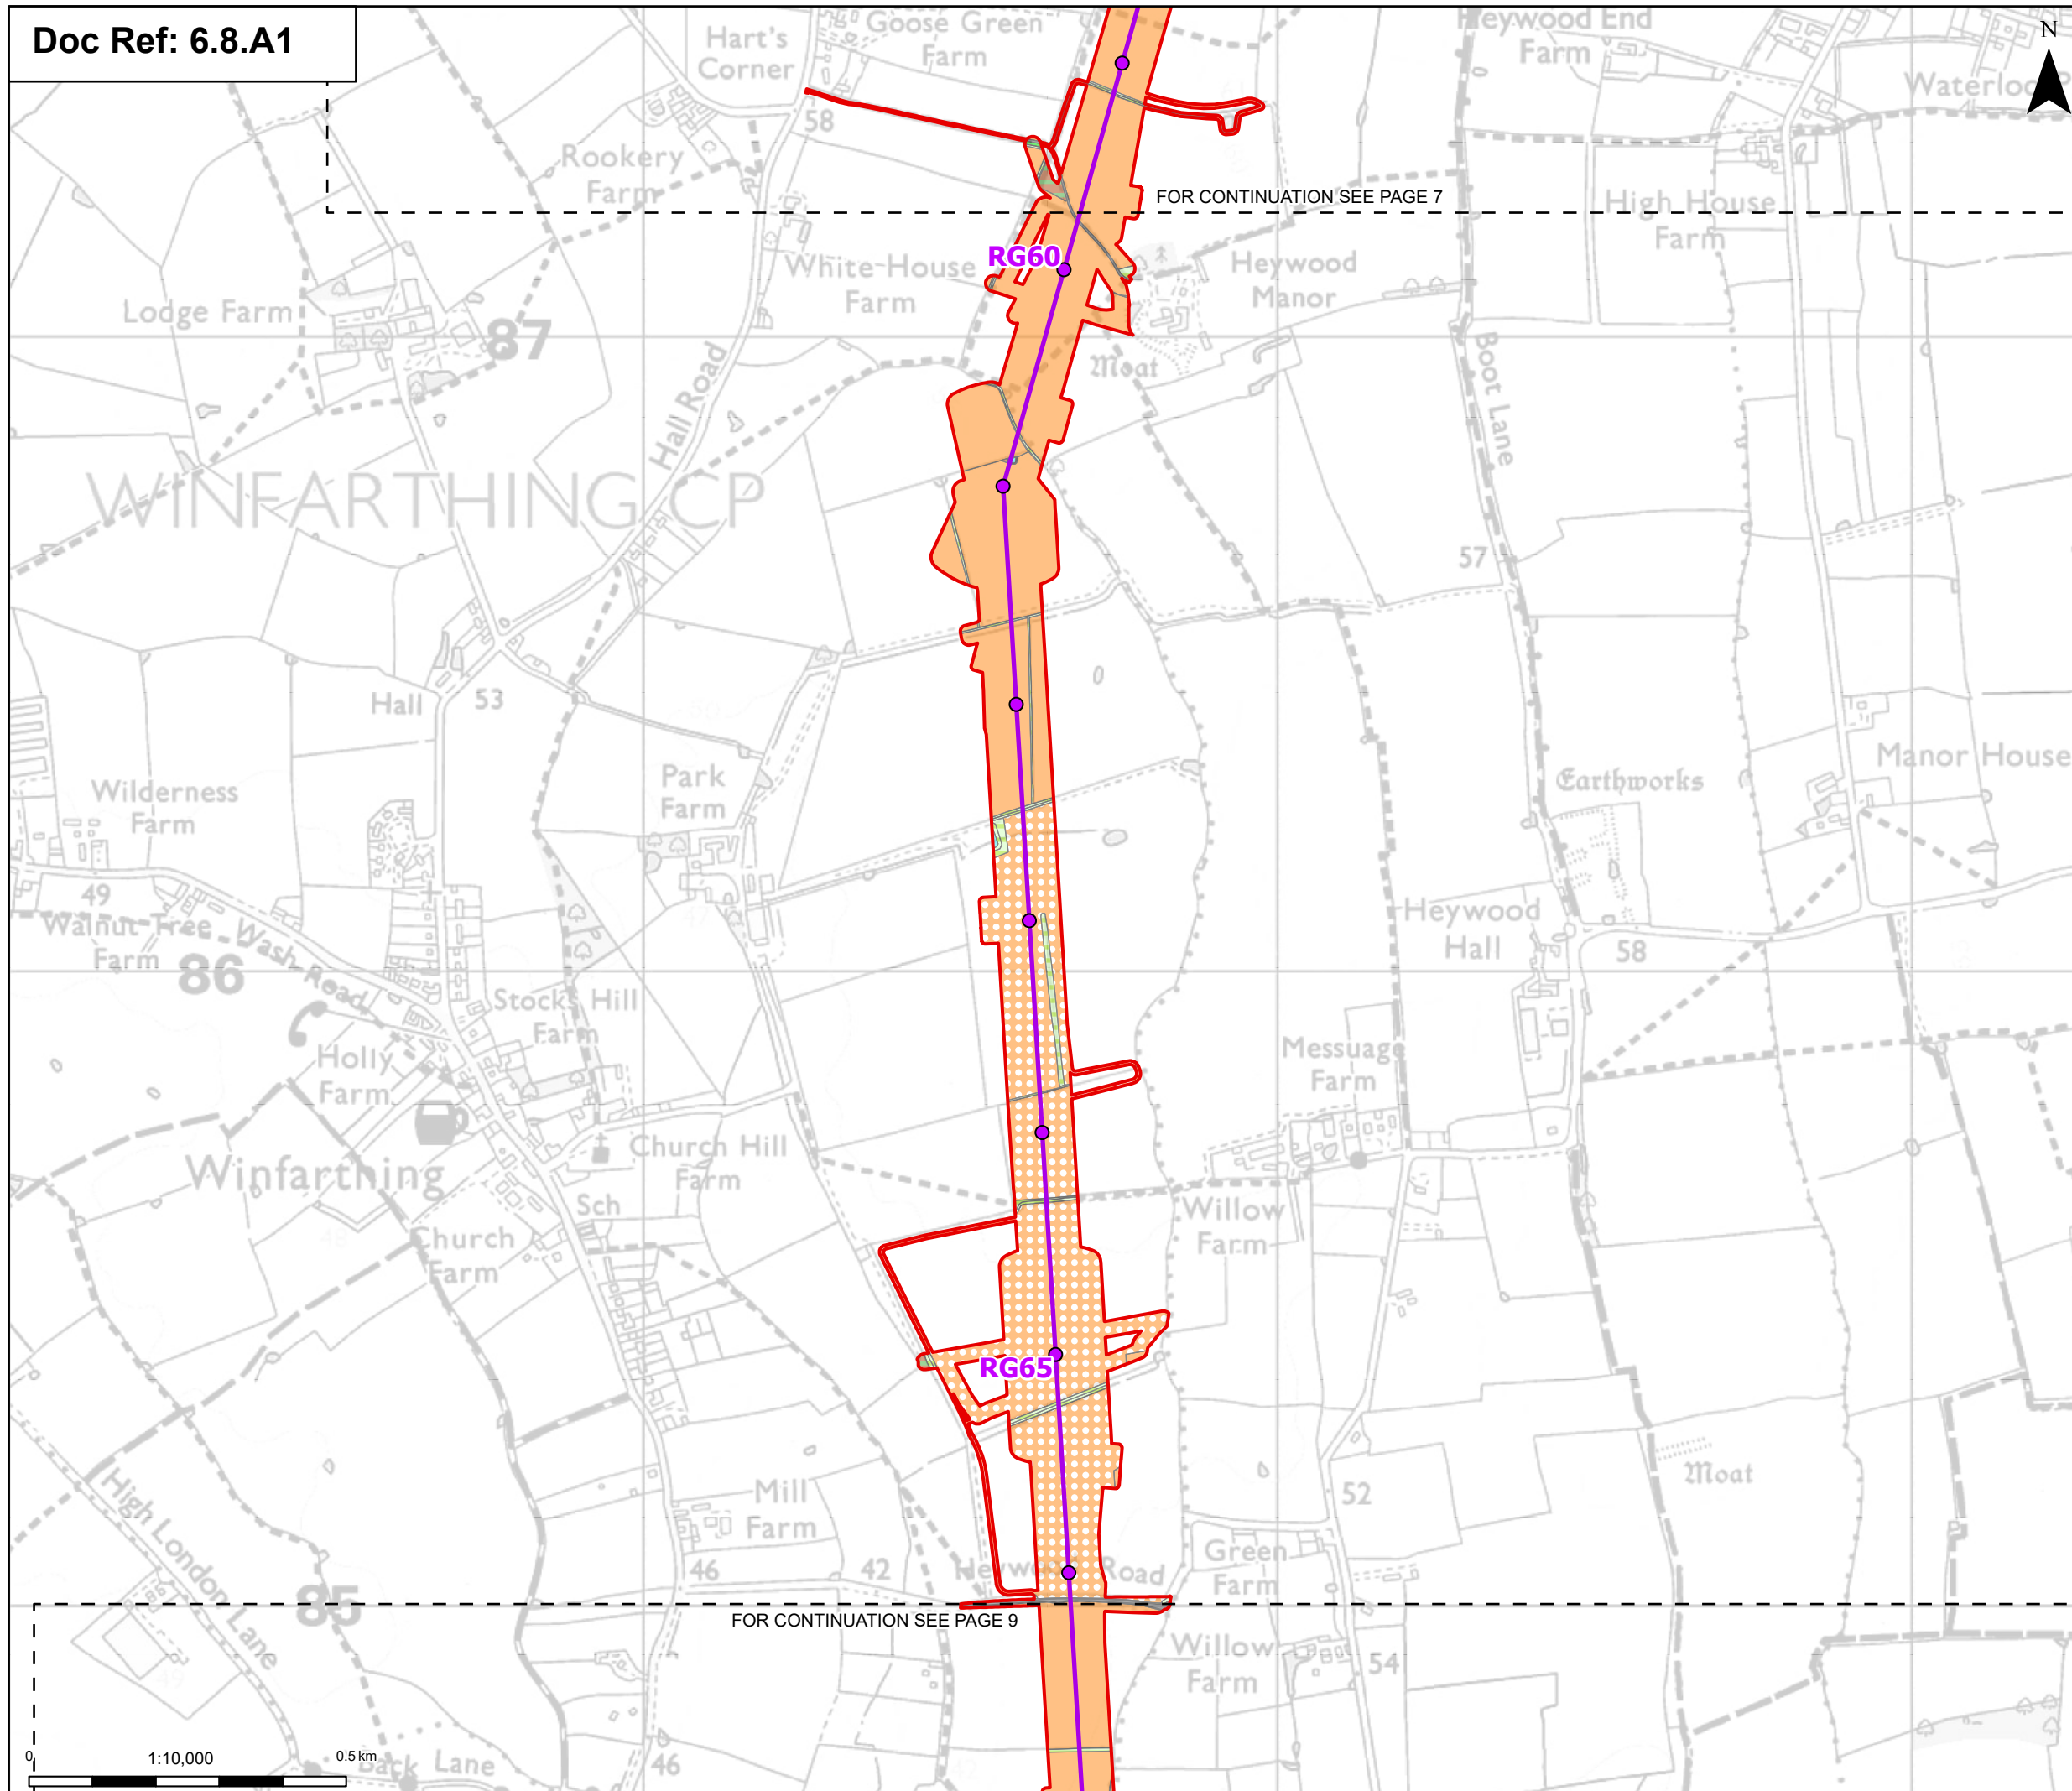 Doc Ref: 6.8.A1
Hart's
Corner
Goose Green
Farm
Heywood End
Farm
N
Waterloo
58
Rookery
Farm
FOR CONTINUATION SEE PAGE 7
High House
Farm
RG60
White House
Farm
Heywood
Manor
Lodge Farm
87
Moat
Boot Lane
Hall Road
WINFARTHING CP
57
Hall
53
Park
Farm
Manor House
Earthworks
Wilderness
Farm
49
Walnut Tree
Farm
Wash Road
86
47
Heywood
Hall
58
Stocks Hill
Farm
Holly
Farm
Messuage
Farm
Church Hill
Farm
Winfarthing
Sch
Willow
Farm
Church
Farm
RG65
High London Lane
Mill
Farm
Moat
52
46
42
Heywood Road
Green
Farm
85
FOR CONTINUATION SEE PAGE 9
Willow
Farm
54
49
0
1:10,000
0.5 km
Back Lane
46